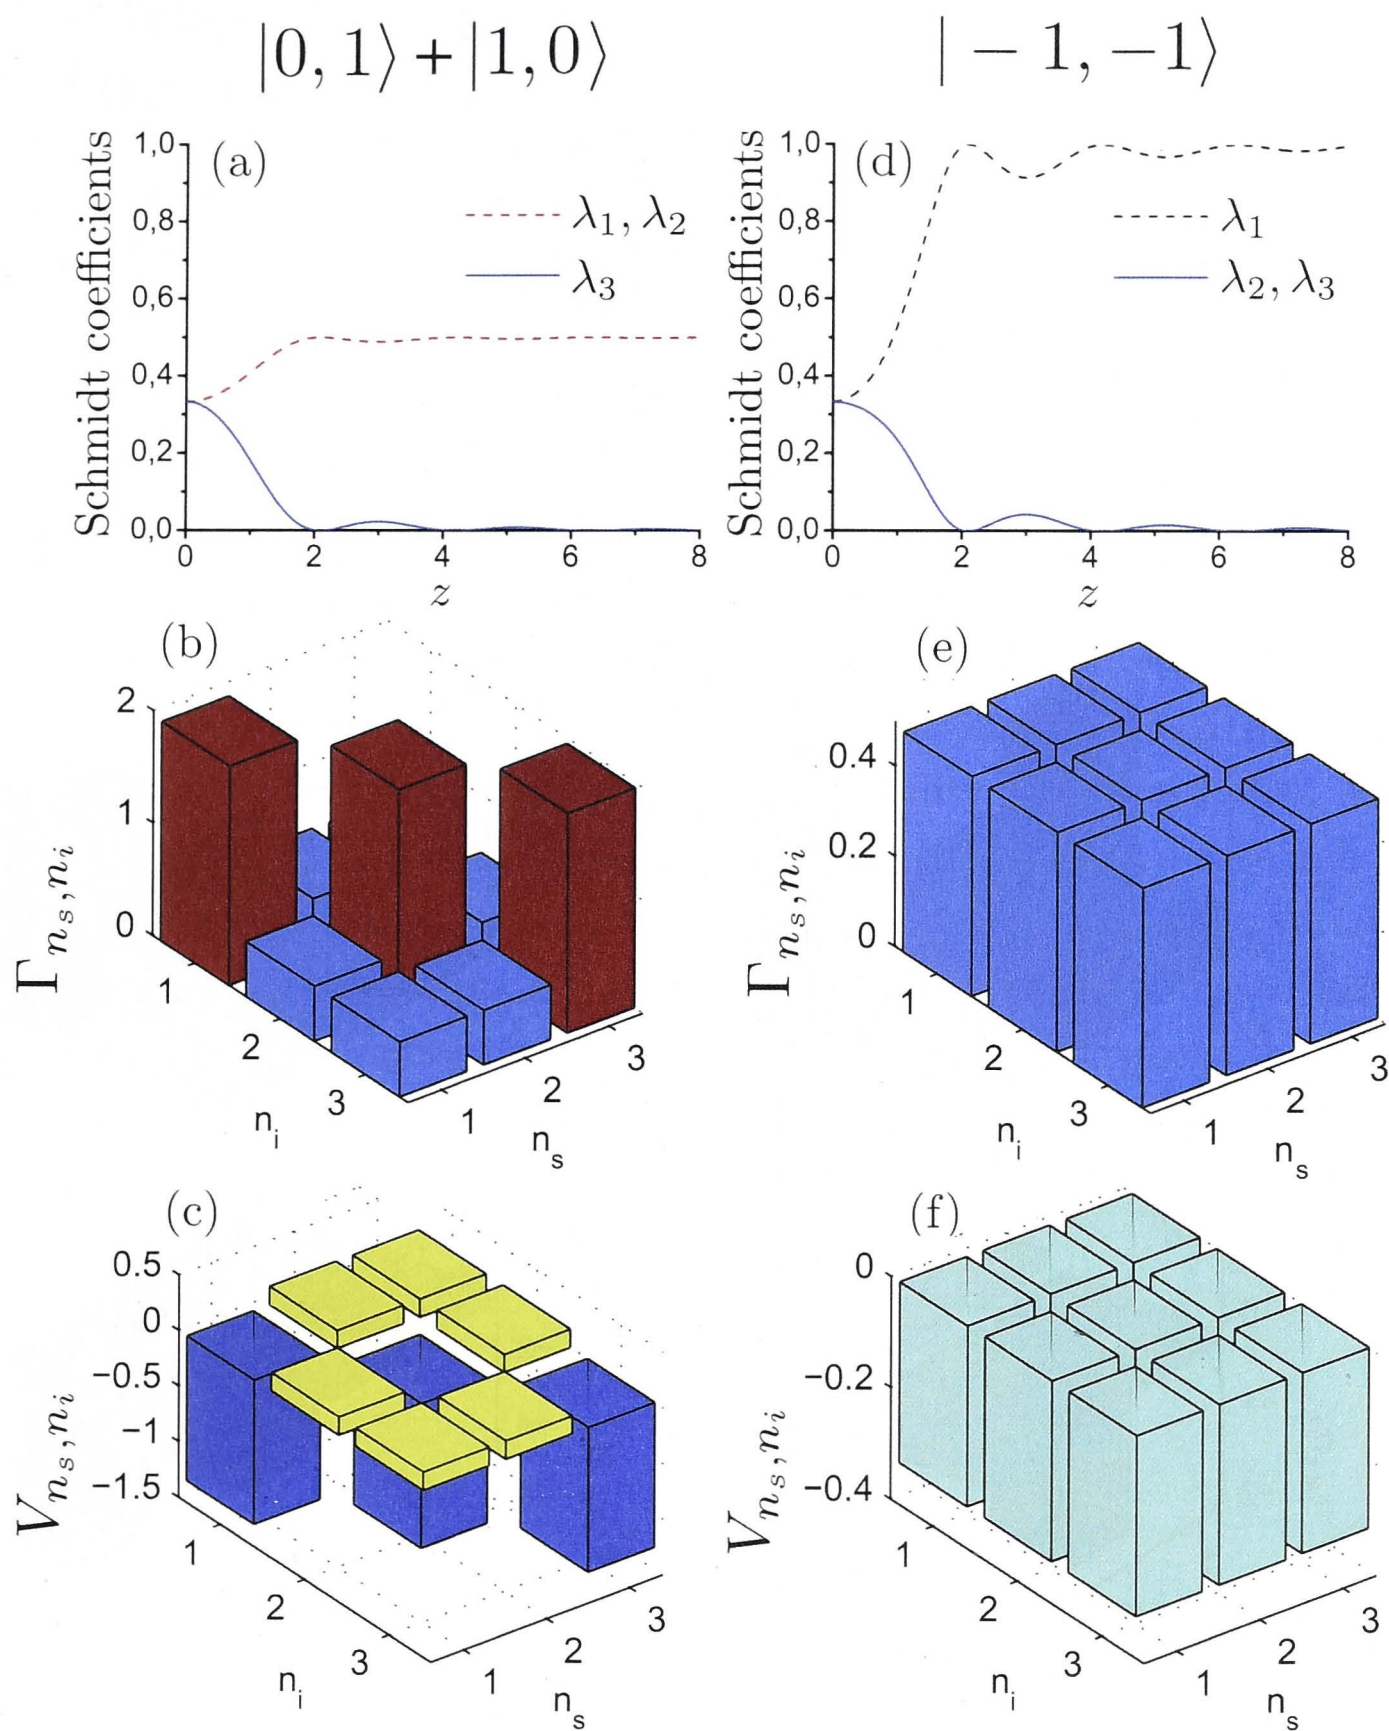 |0, 1⟩ + |1, 0⟩
|−1, −1⟩
(a)
Schmidt coefficients
1,0
0,8
0,6
0,4
0,2
0,0
λ₁, λ₂
λ₃
0 2 4 6 8
z
(d)
Schmidt coefficients
1,0
0,8
0,6
0,4
0,2
0,0
λ₁
λ₂, λ₃
0 2 4 6 8
z
(b)
2
1
0
Γ nₛ,nᵢ
1
2
3
nᵢ
1
2
3
nₛ
(e)
0.4
0.2
0
Γ nₛ,nᵢ
1
2
3
nᵢ
1
2
3
nₛ
(c)
0.5
0
−0.5
−1
−1.5
V nₛ,nᵢ
1
2
3
nᵢ
1
2
3
nₛ
(f)
0
−0.2
−0.4
V nₛ,nᵢ
1
2
3
nᵢ
1
2
3
nₛ